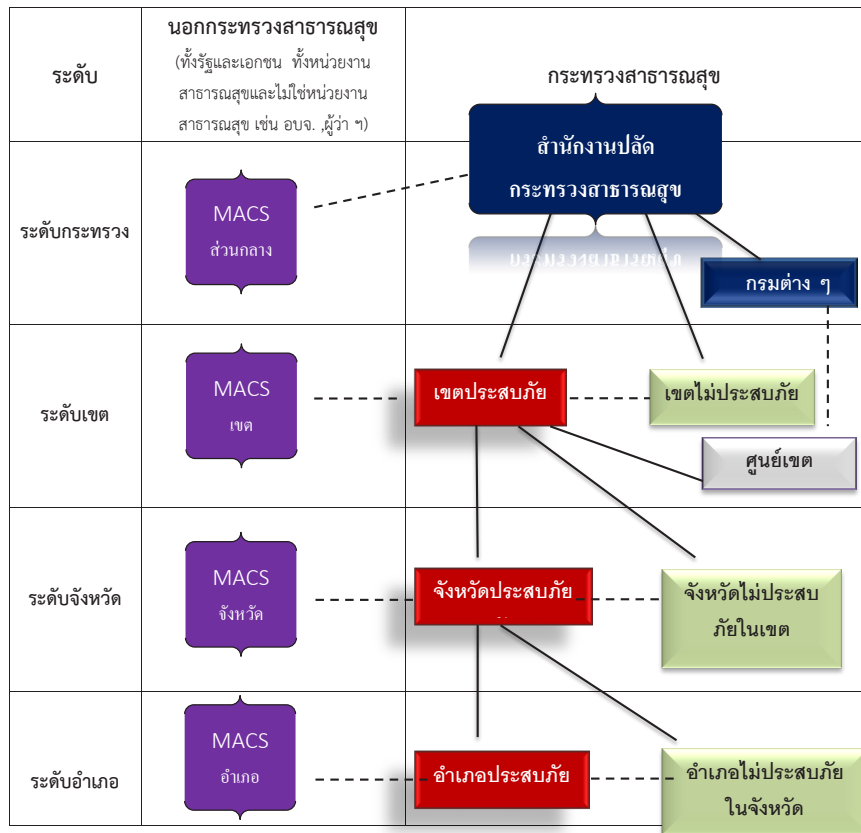 ระดับ
นอกกระทรวงสาธารณสุข
(ทั้งรัฐและเอกชน ทั้งหน่วยงาน
สาธารณสุขและไม่ใช่หน่วยงาน
สาธารณสุข เช่น อบจ. ,ผู้ว่า ฯ)
กระทรวงสาธารณสุข
สำนักงานปลัด
กระทรวงสาธารณสุข
ระดับกระทรวง
MACS
ส่วนกลาง
กรมต่าง ๆ
ระดับเขต
MACS
เขต
เขตประสบภัย
เขตไม่ประสบภัย
ศูนย์เขต
ระดับจังหวัด
MACS
จังหวัด
จังหวัดประสบภัย
จังหวัดไม่ประสบ
ภัยในเขต
ระดับอำเภอ
MACS
อำเภอ
อำเภอประสบภัย
อำเภอไม่ประสบภัย
ในจังหวัด